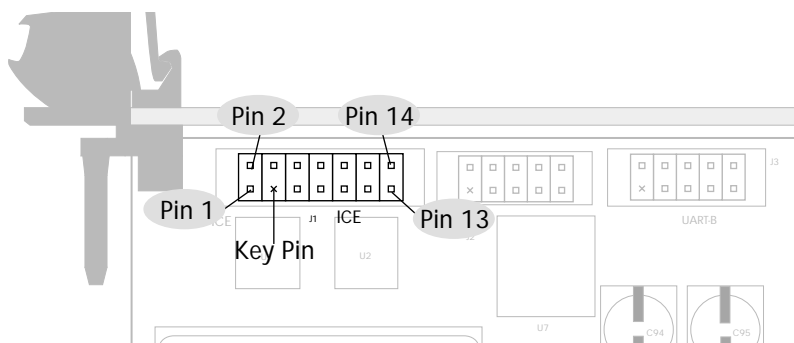 Pin 2
Pin 14
J3
Pin 1
ICE
J1
ICE
Pin 13
UART-B
Key Pin
U2
U7
C94
C95